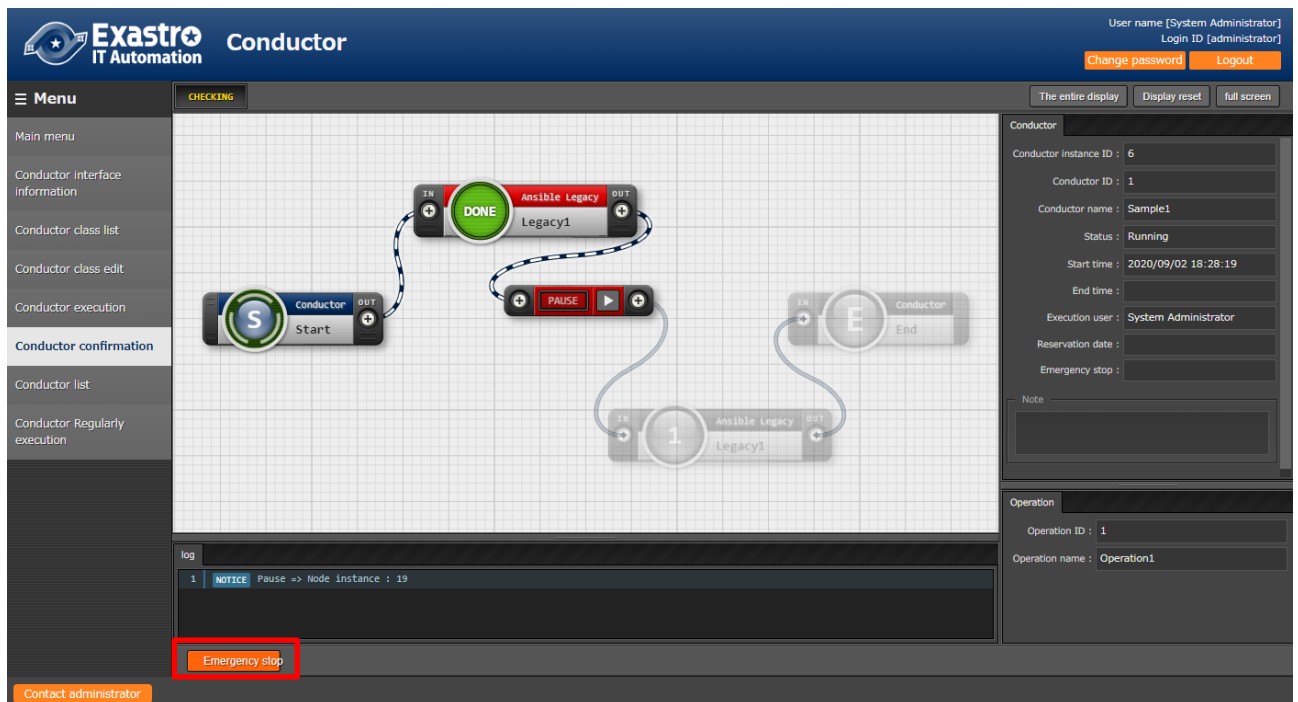 Exastro
IT Automation
Conductor
User name [System Administrator]
Login ID [administrator]
Change password
Logout
Menu
CHECKING
The entire display
Display reset
full screen
Main menu
Conductor interface
information
Conductor class list
Conductor class edit
Conductor execution
Conductor confirmation
Conductor list
Conductor Regularly
execution
IN
DONE
Ansible Legacy
Legacy1
OUT
S
Conductor
Start
OUT
PAUSE
IN
E
Conductor
End
IN
1
Ansible Legacy
Legacy1
OUT
Conductor
Conductor instance ID : 6
Conductor ID : 1
Conductor name : Sample1
Status : Running
Start time : 2020/09/02 18:28:19
End time :
Execution user : System Administrator
Reservation date :
Emergency stop :
Note
Operation
Operation ID : 1
Operation name : Operation1
log
1 NOTICE Pause => Node instance : 19
Emergency stop
Contact administrator